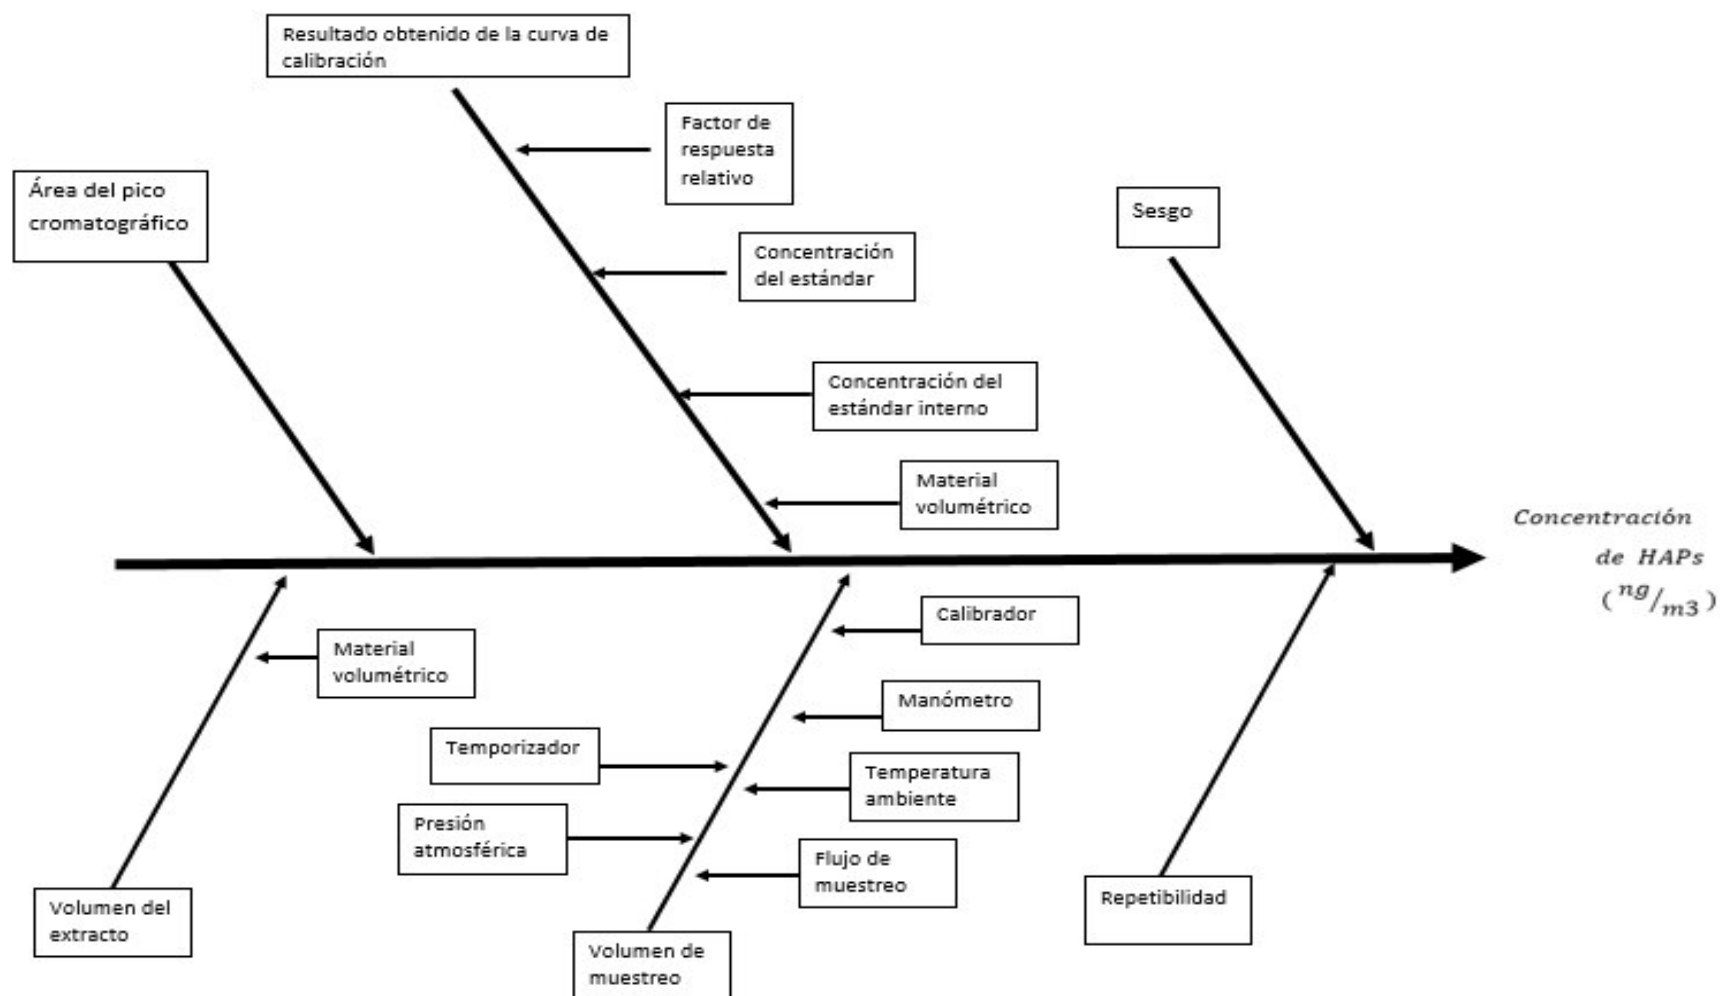 Resultado obtenido de la curva de
calibración
Factor de
respuesta
relativo
Área del pico
cromatográfico
Sesgo
Concentración
del estándar
Concentración del
estándar interno
Material
volumétrico
Concentración
de HAPs
(ng/m3)
Calibrador
Material
volumétrico
Manómetro
Temporizador
Temperatura
ambiente
Presión
atmosférica
Flujo de
muestreo
Volumen del
extracto
Repetibilidad
Volumen de
muestreo